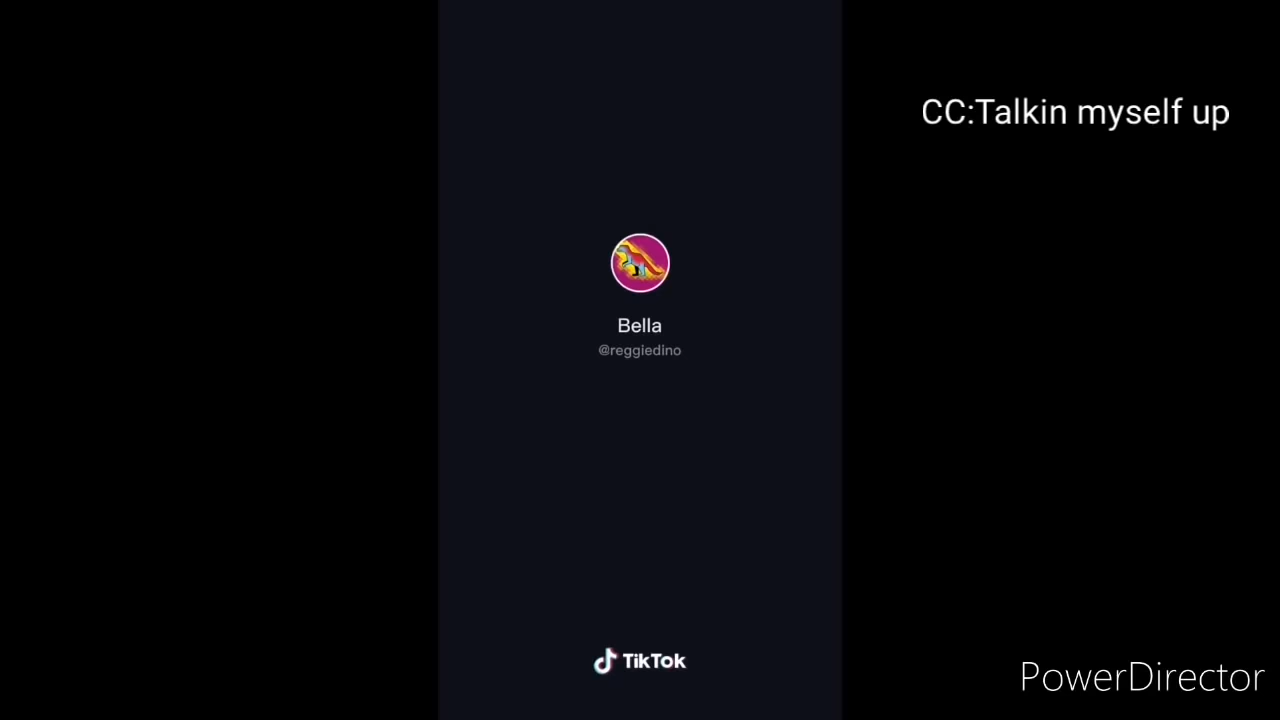 CC:Talkin myself up
Bella
@reggiedino
TikTok
PowerDirector